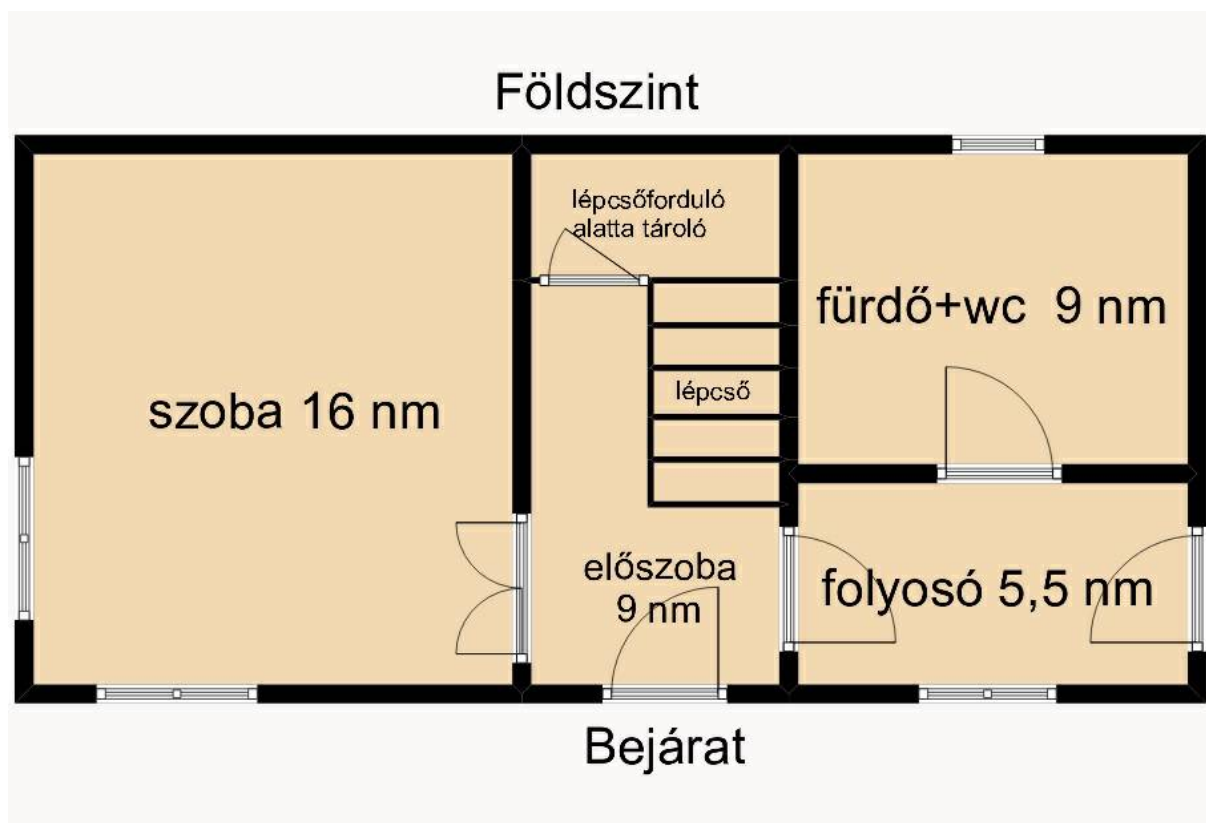 Földszint
lépcsőforduló
alatta tároló
fürdő+wc 9 nm
szoba 16 nm
lépcső
előszoba
9 nm
folyosó 5,5 nm
Bejárat